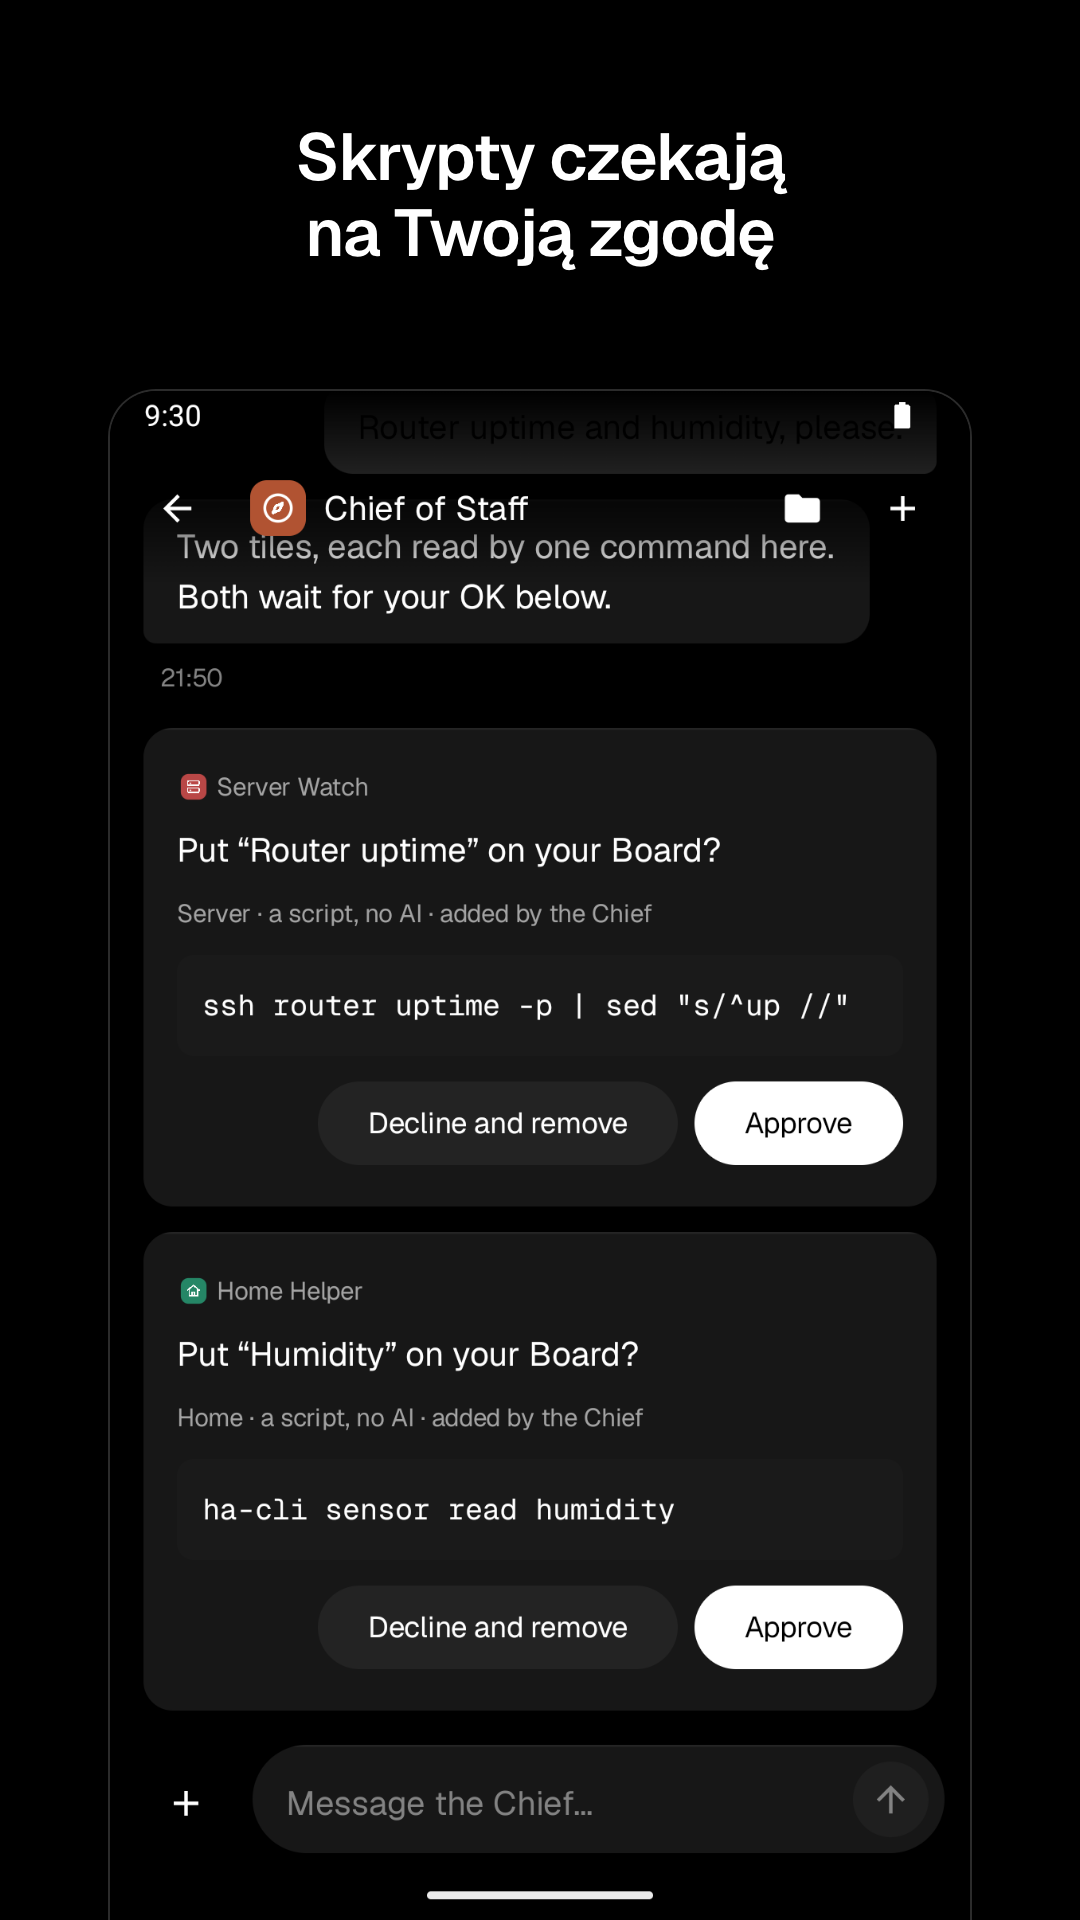 Skrypty czekają
na Twoją zgodę
9:30
Router uptime and humidity, please.
Chief of Staff
Two tiles, each read by one command here.
Both wait for your OK below.
21:50
Server Watch
Put “Router uptime” on your Board?
Server · a script, no AI · added by the Chief
ssh router uptime -p | sed "s/^up //"
Decline and remove
Approve
Home Helper
Put “Humidity” on your Board?
Home · a script, no AI · added by the Chief
ha-cli sensor read humidity
Decline and remove
Approve
Message the Chief…